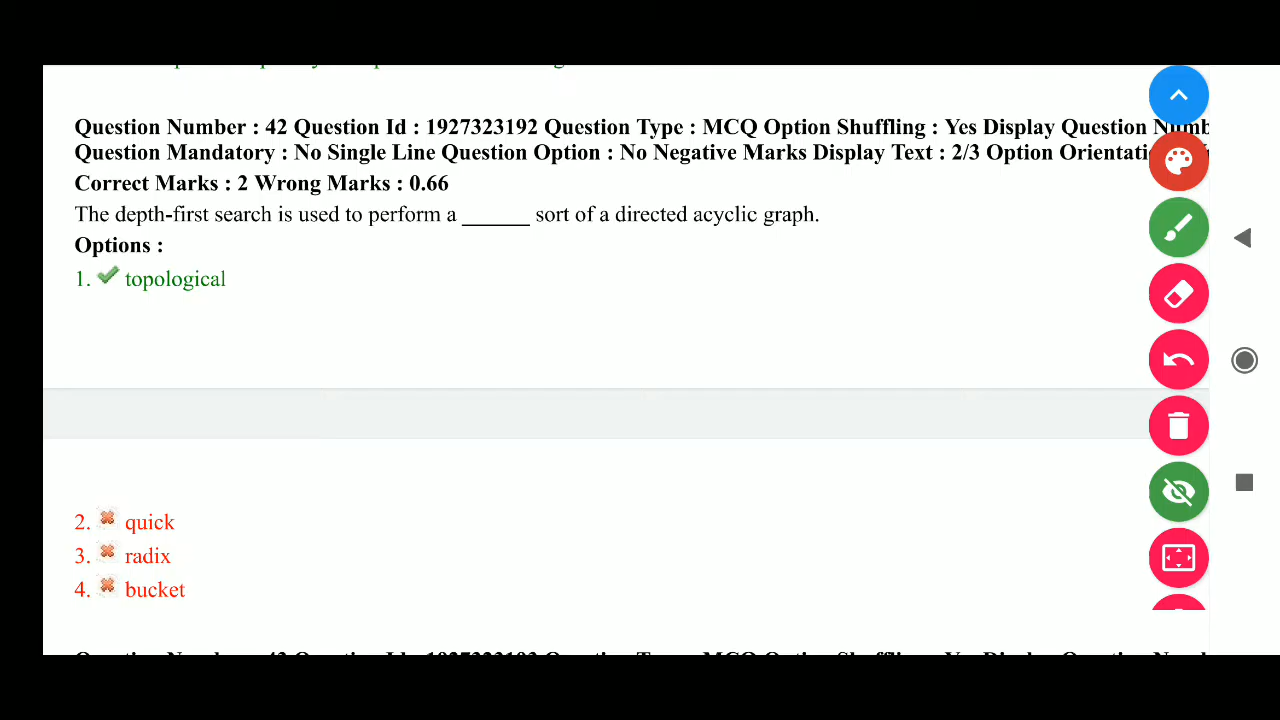 Question Number : 42 Question Id : 1927323192 Question Type : MCQ Option Shuffling : Yes Display Question
Question Mandatory : No Single Line Question Option : No Negative Marks Display Text : 2/3 Option
Correct Marks : 2 Wrong Marks : 0.66
The depth-first search is used to perform a ______ sort of a directed acyclic graph.
Options :
1. topological
2. quick
3. radix
4. bucket